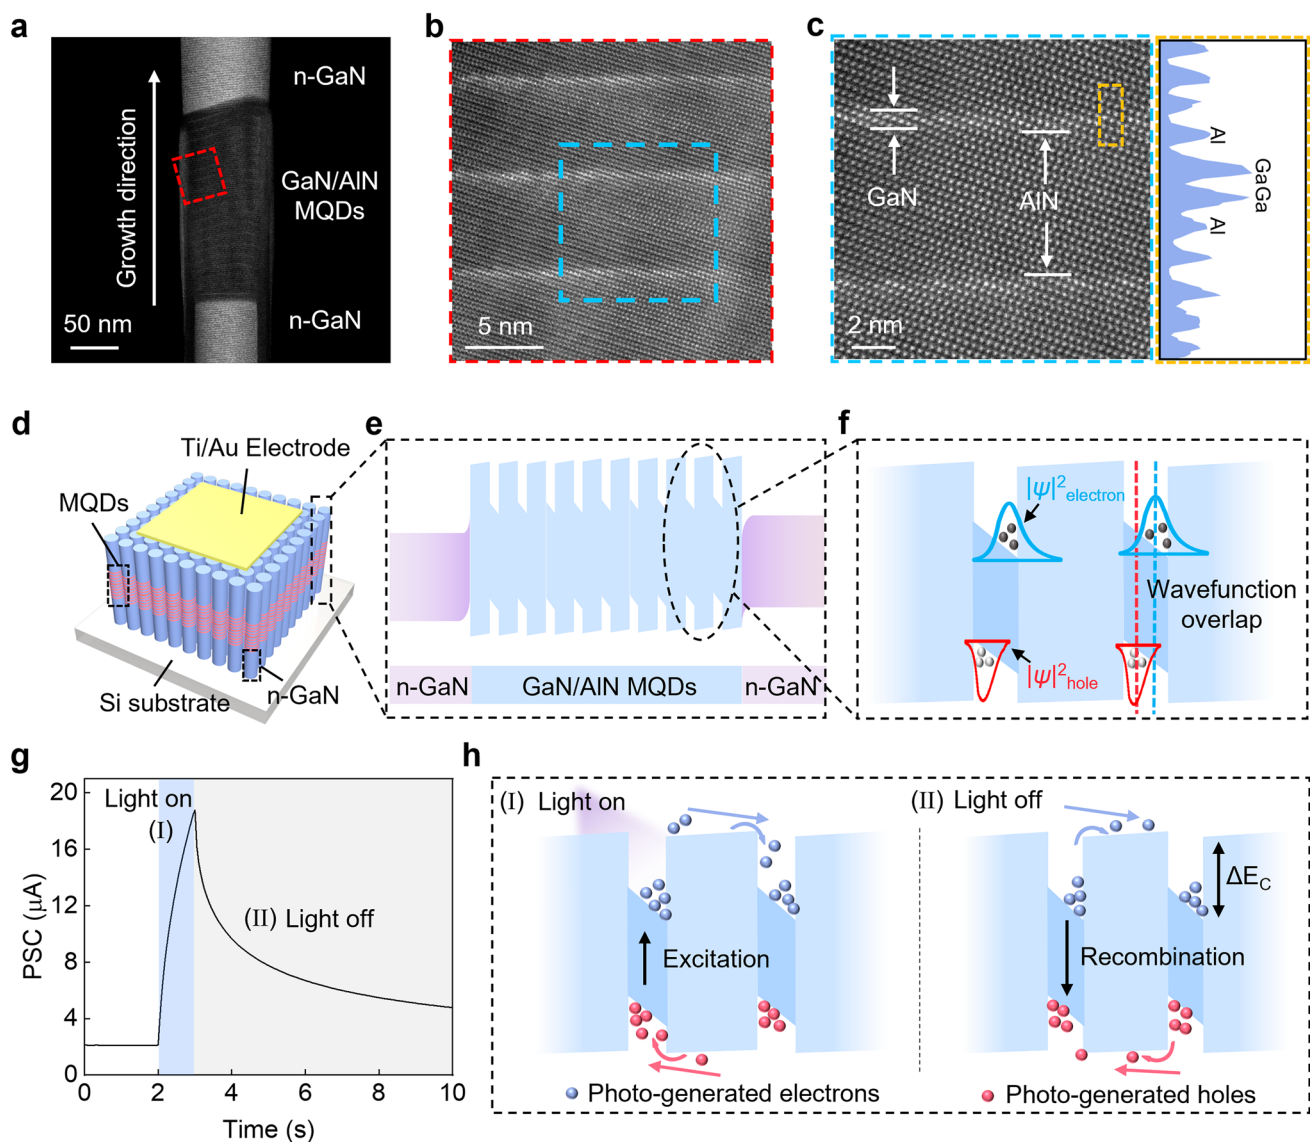 a
n-GaN
Growth direction
GaN/AlN
MQDs
n-GaN
50 nm
b
5 nm
c
GaN
AlN
2 nm
Al
GaGa
Al
d
Ti/Au Electrode
MQDs
Si substrate
n-GaN
e
n-GaN
GaN/AlN MQDs
n-GaN
f
|ψ|²electron
Wavefunction
overlap
|ψ|²hole
g
PSC (μA)
20
16
12
8
4
0
Light on
(I)
(II) Light off
0
2
4
6
8
10
Time (s)
h
(I) Light on
Excitation
(II) Light off
ΔEC
Recombination
Photo-generated electrons
Photo-generated holes